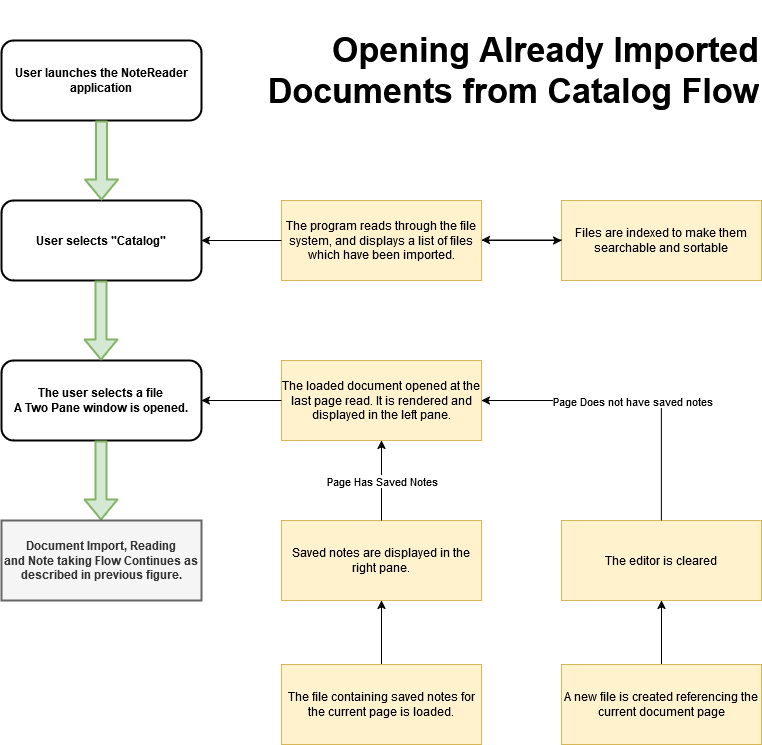 Opening Already Imported
Documents from Catalog Flow
User launches the NoteReader
application
User selects "Catalog"
The program reads through the file
system, and displays a list of files
which have been imported.
Files are indexed to make them
searchable and sortable
The user selects a file
A Two Pane window is opened.
The loaded document opened at the
last page read. It is rendered and
displayed in the left pane.
Page Does not have saved notes
Page Has Saved Notes
Document Import, Reading
and Note taking Flow Continues as
described in previous figure.
Saved notes are displayed in the
right pane.
The editor is cleared
The file containing saved notes for
the current page is loaded.
A new file is created referencing the
current document page